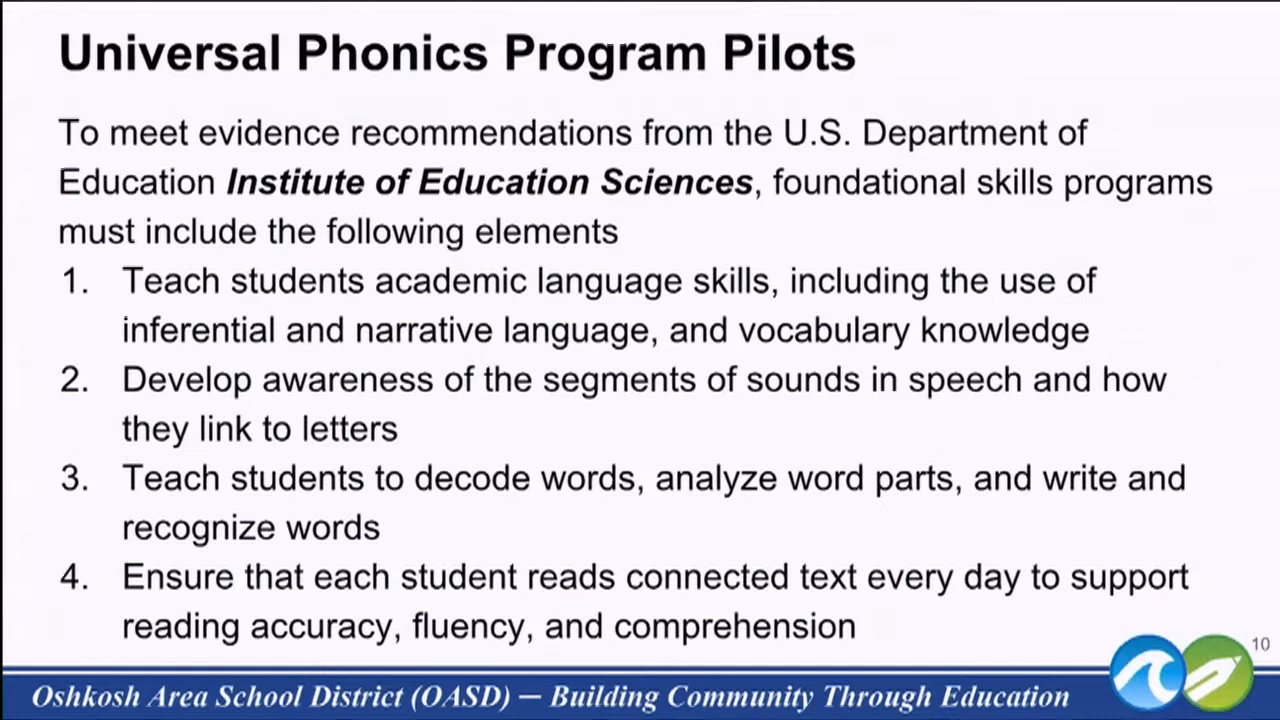 Universal Phonics Program Pilots
To meet evidence recommendations from the U.S. Department of
Education Institute of Education Sciences, foundational skills programs
must include the following elements
1. Teach students academic language skills, including the use of
inferential and narrative language, and vocabulary knowledge
2. Develop awareness of the segments of sounds in speech and how
they link to letters
3. Teach students to decode words, analyze word parts, and write and
recognize words
4. Ensure that each student reads connected text every day to support
reading accuracy, fluency, and comprehension
10
Oshkosh Area School District (OASD) — Building Community Through Education